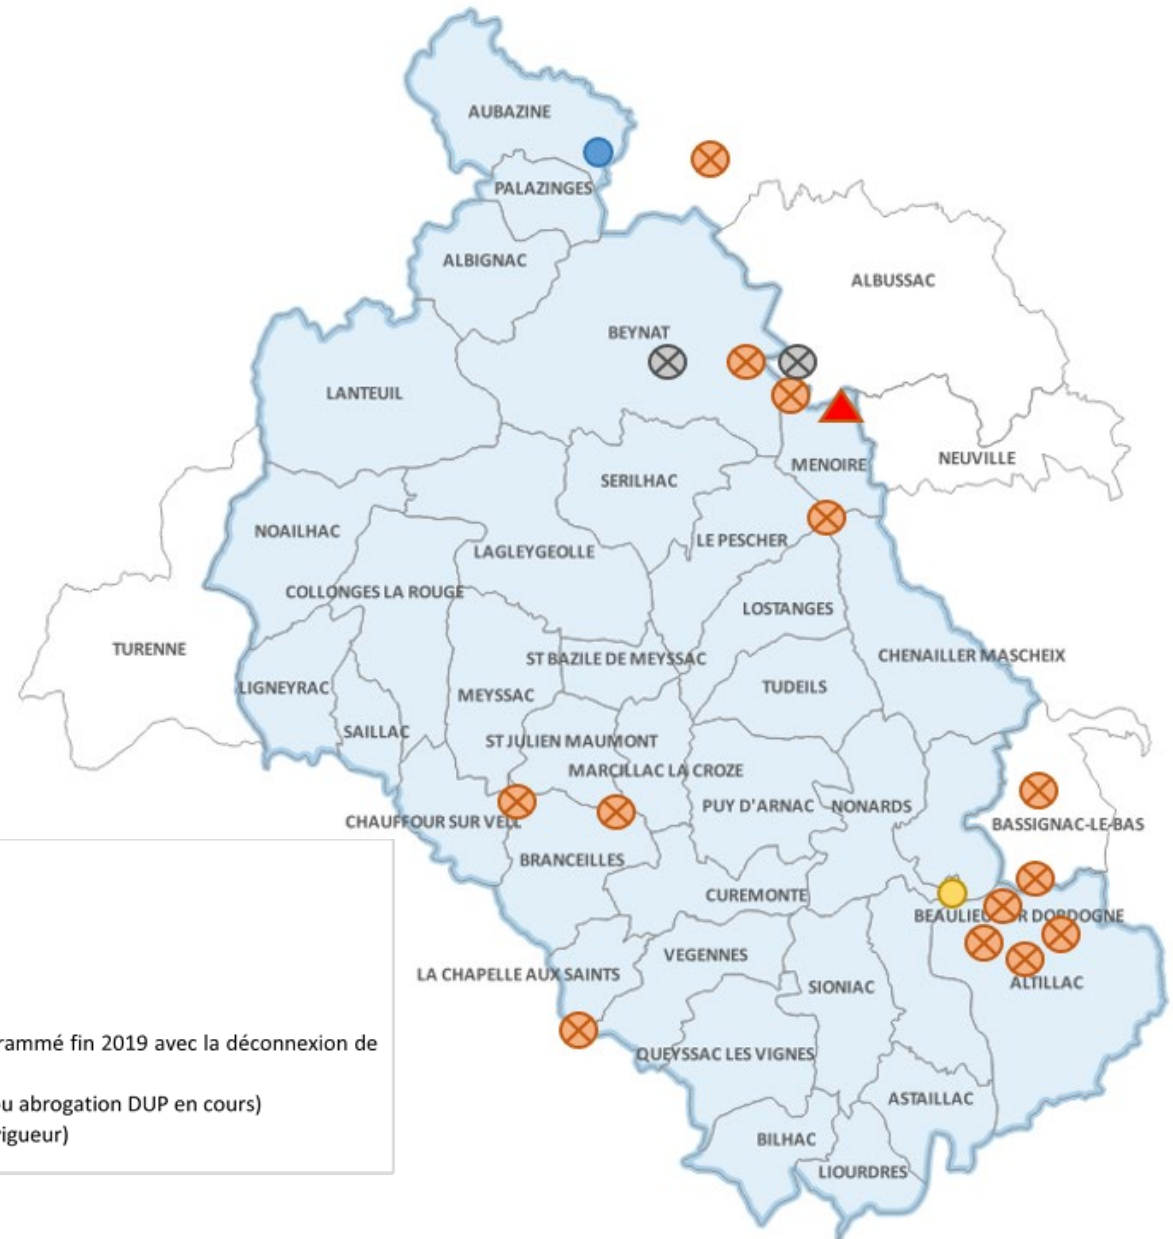 AUBAZINE
PALAZINGES
ALBIGNAC
ALBUSSAC
BEYNAT
LANTEUIL
MENOIRE
NEUVILLE
SERILHAC
NOAILHAC
LE PESCHER
LAGLEYGEOLLE
COLLONGES LA ROUGE
LOSTANGES
TURENNE
ST BAZILE DE MEYSSAC
CHENAILLER MASCHEIX
LIGNEYRAC
MEYSSAC
TUDEILS
SAILLAC
ST JULIEN MAUMONT
MARCILLAC LA CROZE
PUY D'ARNAC
NONARDS
CHAUFFOUR SUR VELL
BASSIGNAC-LE-BAS
BRANCEILLES
CUREMONTE
BEAULIEU R DORDOGNE
VEGENNES
LA CHAPELLE AUX SAINTS
SIONIAC
ALTILLAC
rammé fin 2019 avec la déconnexion de
QUEYSSAC LES VIGNES
ou abrogation DUP en cours)
ASTAILLAC
vigueur)
BILHAC
LIOURDRES